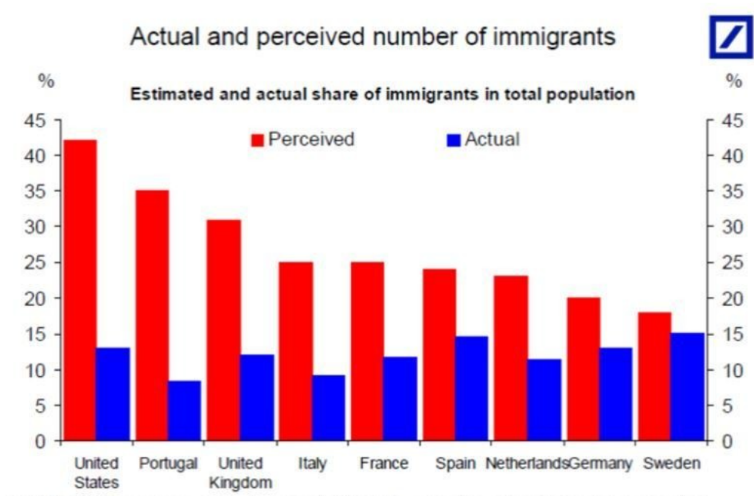 Actual and perceived number of immigrants
% %
Estimated and actual share of immigrants in total population
Perceived Actual
45 45
40 40
35 35
30 30
25 25
20 20
15 15
10 10
5 5
0 0
United States
Portugal
United Kingdom
Italy
France
Spain
Netherlands
Germany
Sweden